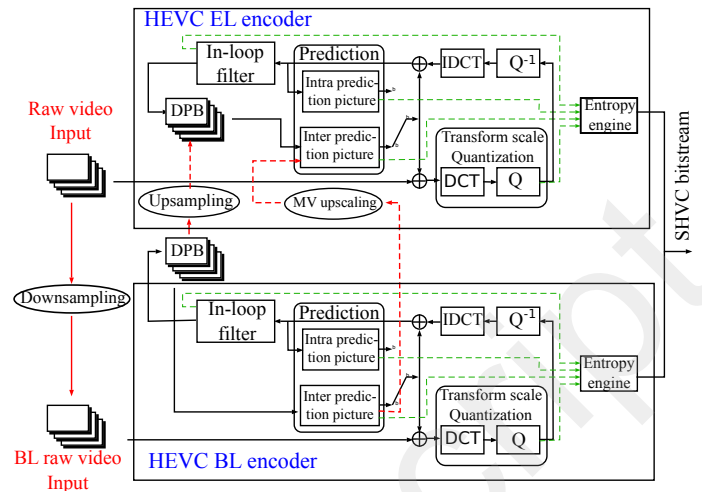 HEVC EL encoder
In-loop
filter
Prediction
Intra predic-
tion picture
Inter predic-
tion picture
IDCT
Q-1
DPB
Raw video
Input
Transform scale
Quantization
DCT
Q
Entropy
engine
Upsampling
MV upscaling
SHVC bitstream
DPB
Downsampling
In-loop
filter
Prediction
Intra predic-
tion picture
Inter predic-
tion picture
IDCT
Q-1
Transform scale
Quantization
DCT
Q
Entropy
engine
BL raw video
Input
HEVC BL encoder